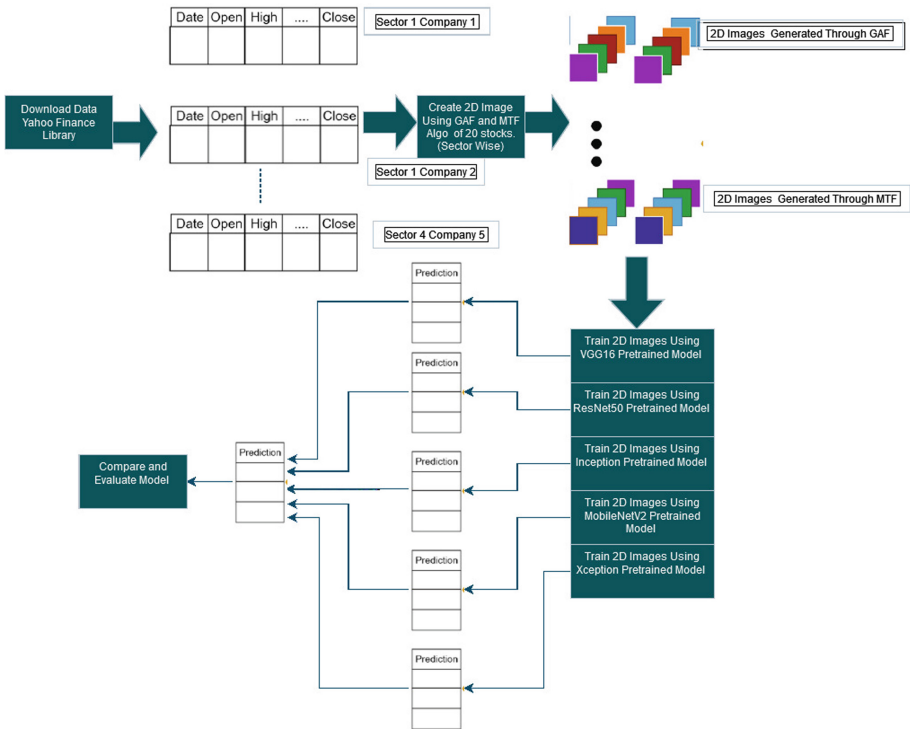 Date Open High .... Close
Sector 1 Company 1
2D Images Generated Through GAF
Download Data
Yahoo Finance
Library
Date Open High .... Close
Create 2D Image
Using GAF and MTF
Algo of 20 stocks.
(Sector Wise)
Sector 1 Company 2
2D Images Generated Through MTF
Date Open High .... Close
Sector 4 Company 5
Prediction
Train 2D Images Using
VGG16 Pretrained Model
Prediction
Train 2D Images Using
ResNet50 Pretrained Model
Prediction
Train 2D Images Using
Inception Pretrained Model
Prediction
Compare and
Evaluate Model
Train 2D Images Using
MobileNetV2 Pretrained
Model
Prediction
Train 2D Images Using
Xception Pretrained Model
Prediction